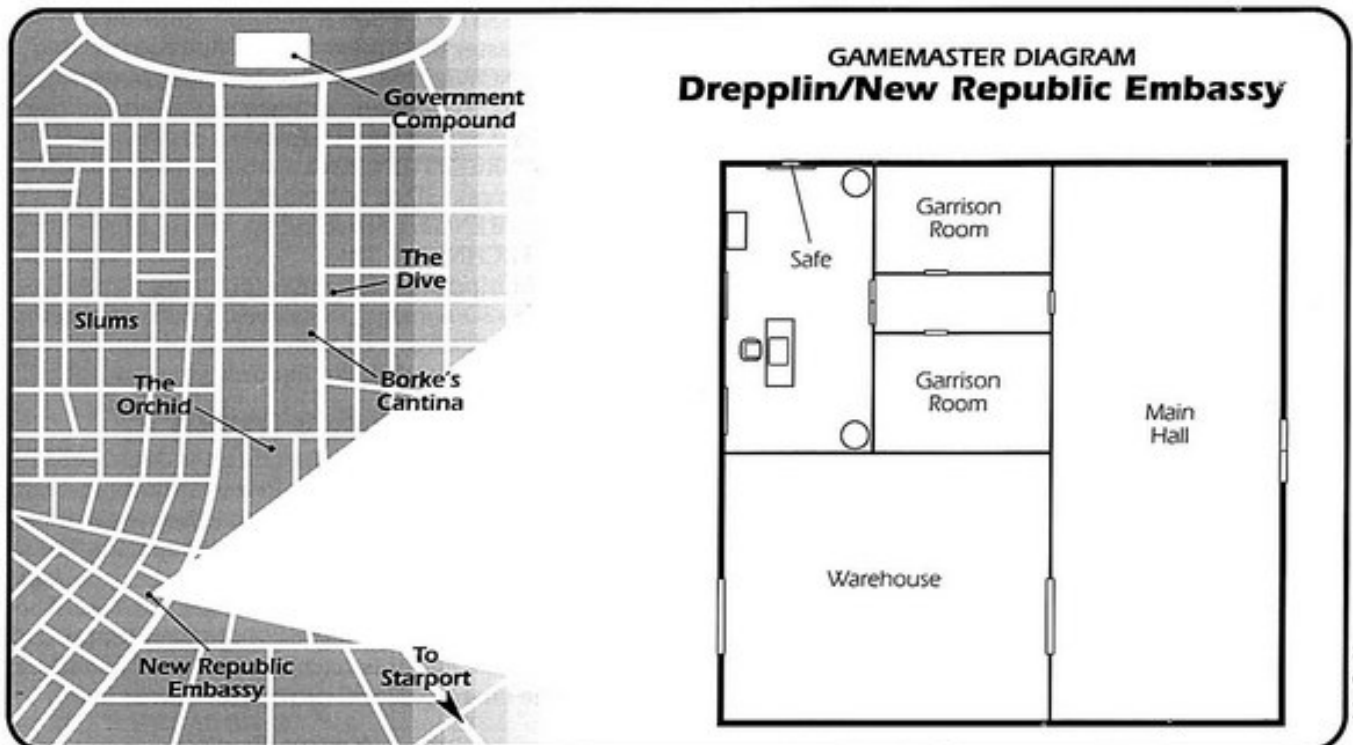 GAMEMASTER DIAGRAM
Drepplin/New Republic Embassy
Government
Compound
The
Dive
Slums
Borke's
Cantina
The
Orchid
New Republic
Embassy
To
Starport
Safe
Garrison
Room
Garrison
Room
Main
Hall
Warehouse